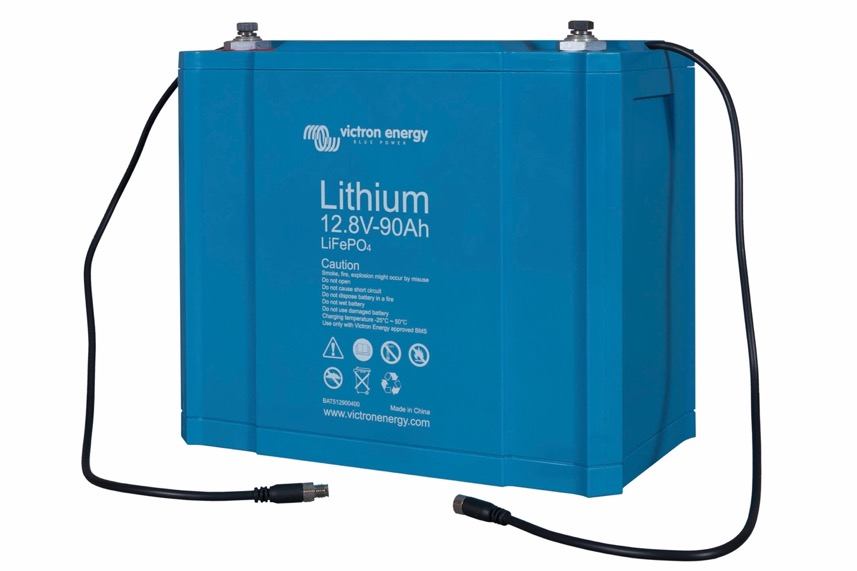 victron energy
BLUE POWER
Lithium
12.8V-90Ah
LiFePO₄
Caution
Smoke, fire, explosion might occur by misuse
Do not open
Do not cause short circuit
Do not dispose battery in a fire
Do not wet battery
Do not use damaged battery
Charging temperature -25°C ~ 50°C
Use only with Victron Energy approved BMS
BAT512900400
Made in China
www.victronenergy.com